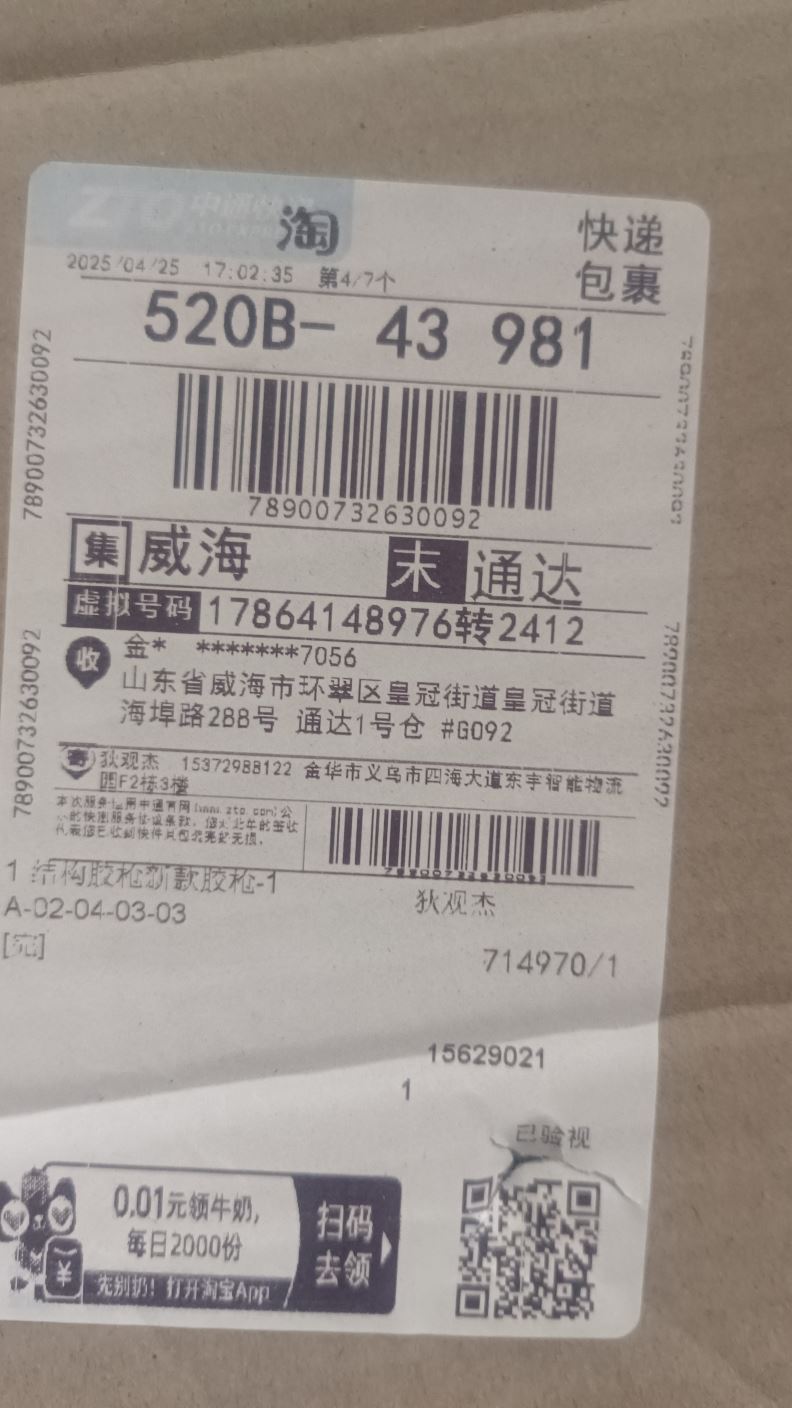 ZTO 中通快递
淘
快递
包裹
2025/04/25 17:02:35 第4/7个
520B- 43 981
78900732630092
78900732630092
78900732630092
集 威海 末 通达
虚拟号码 17864148976转2412
收 金* *******7056
山东省威海市环翠区皇冠街道皇冠街道
海埠路288号 通达1号仓 #G092
78900732630092
78900732630092
寄 狄观杰 15372988122 金华市义乌市四海大道东宇智能物流
园F2栋3楼
78900732630092
1 结构胶枪新款胶枪-1
A-02-04-03-03
[完]
狄观杰
714970/1
15629021
1
已验视
0.01元领牛奶,
每日2000份
先别扔！打开淘宝App
扫码
去领